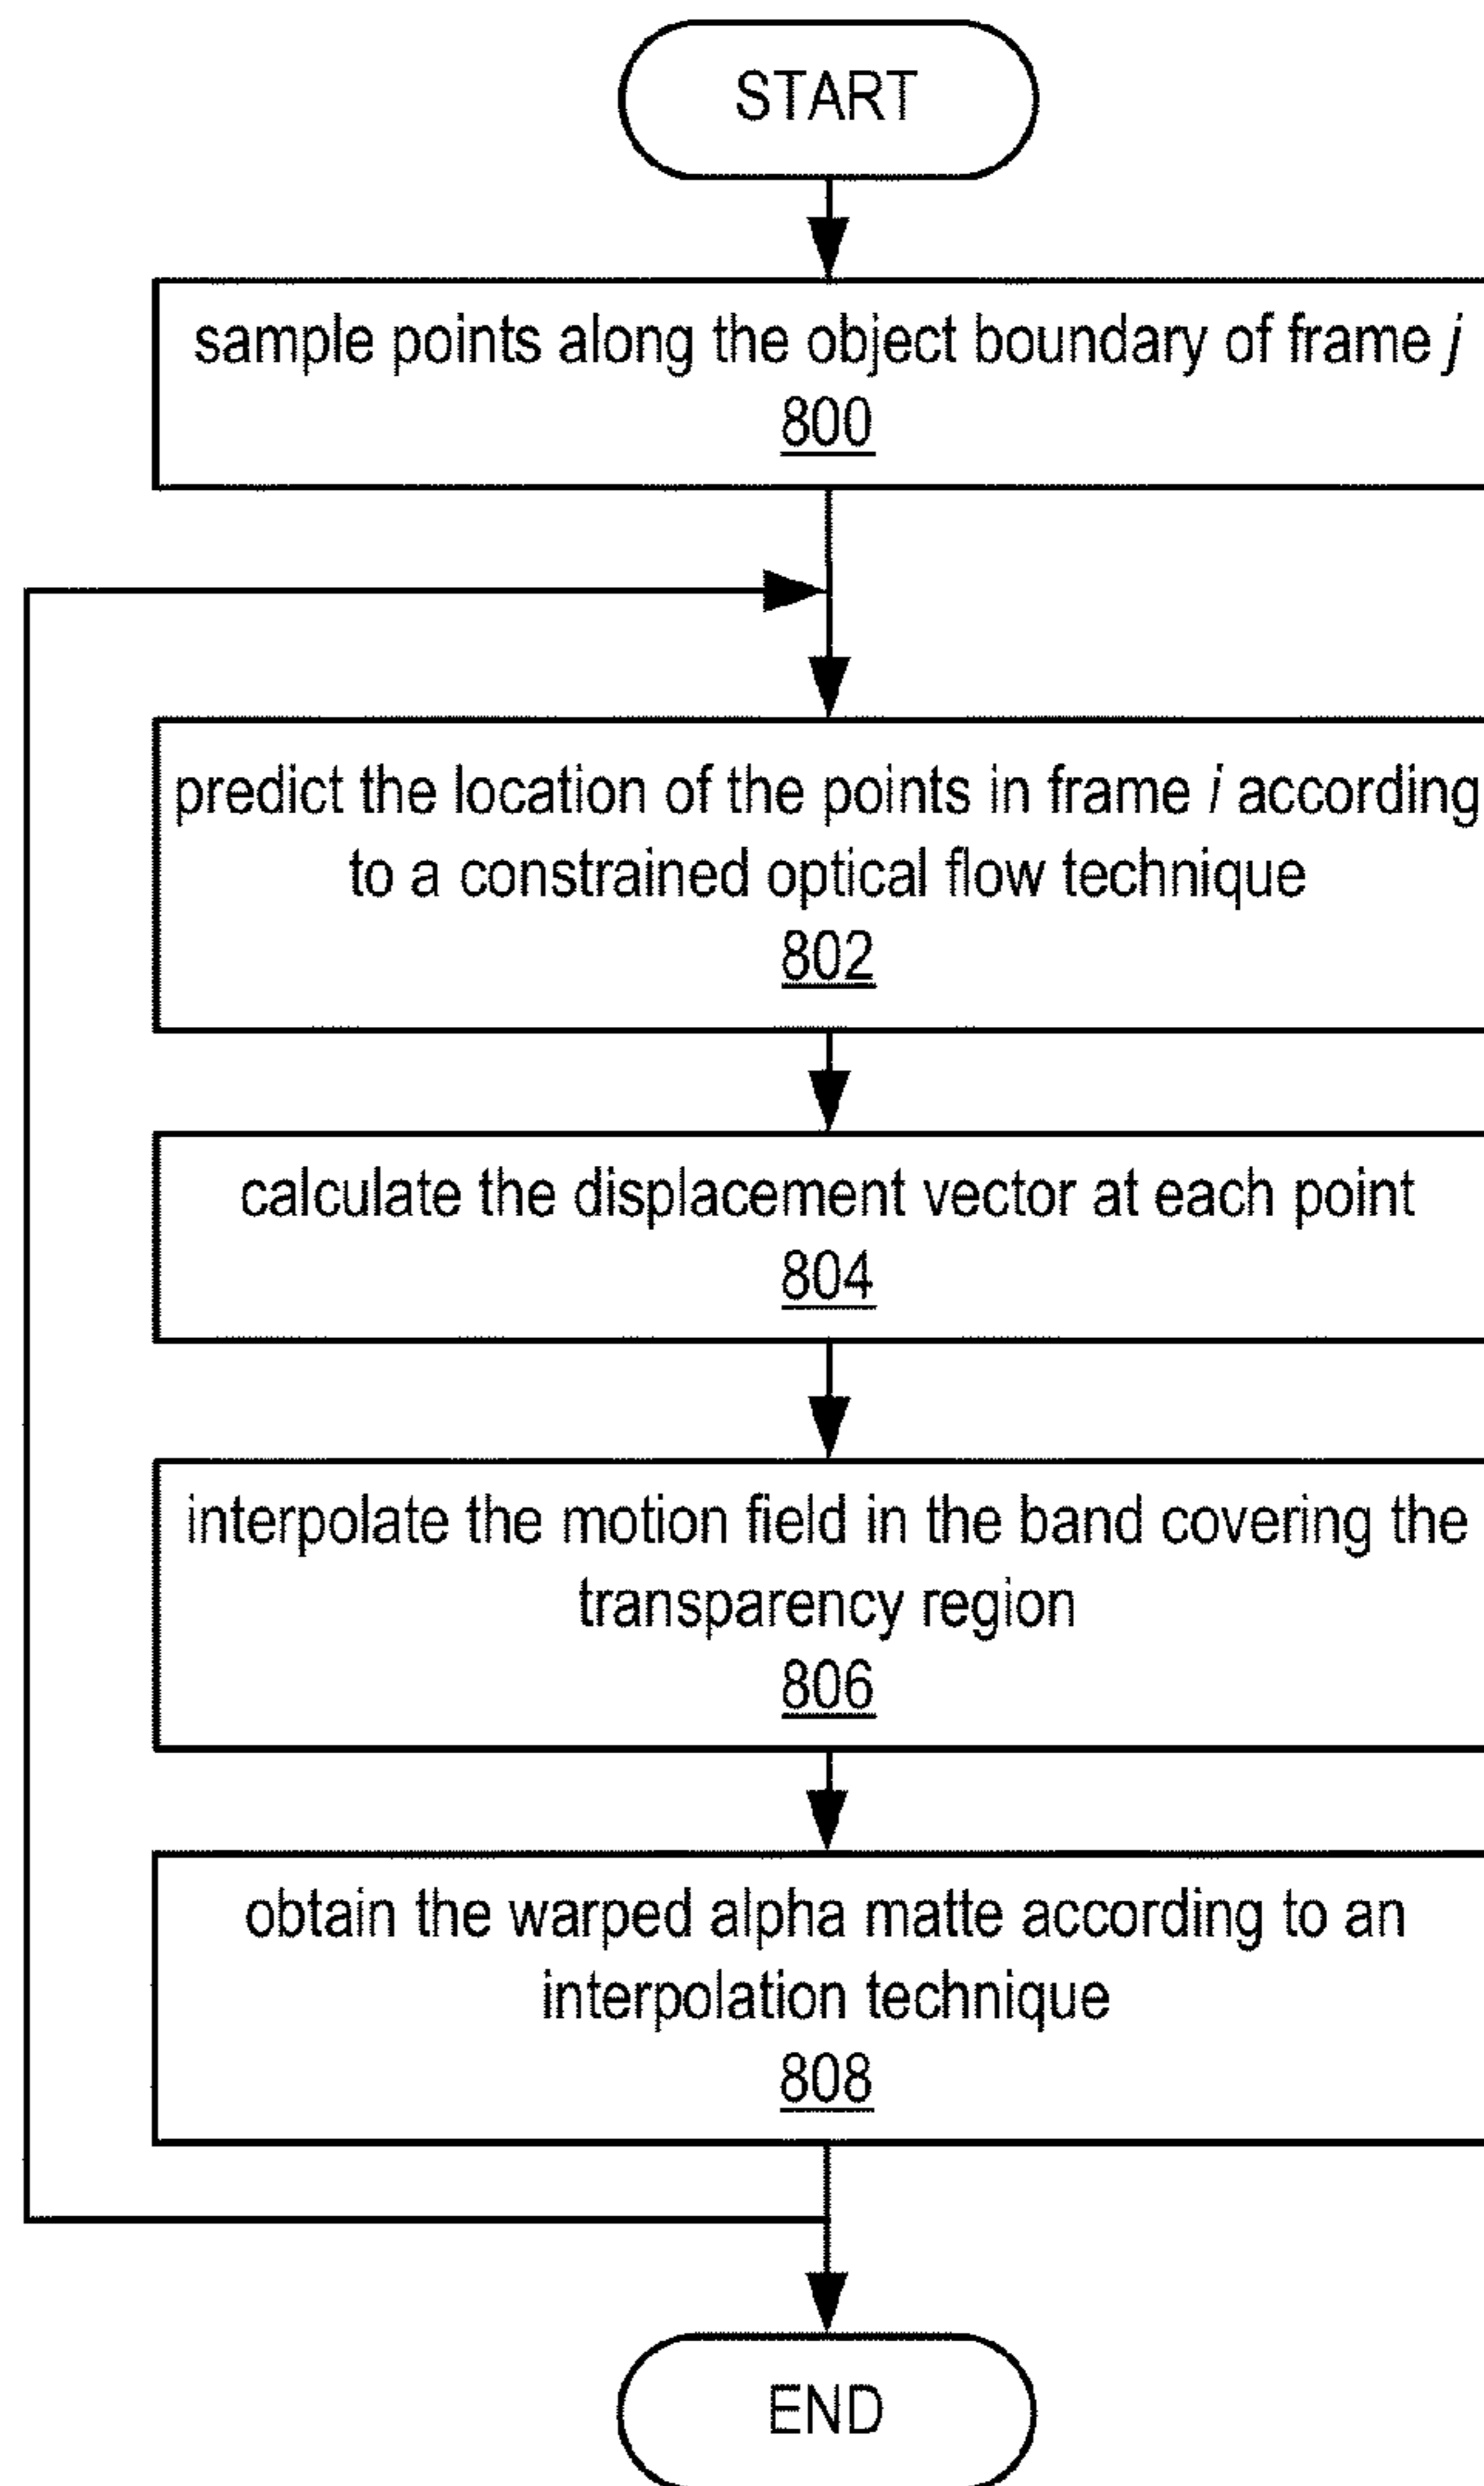 START
sample points along the object boundary of frame j
800
predict the location of the points in frame i according
to a constrained optical flow technique
802
calculate the displacement vector at each point
804
interpolate the motion field in the band covering the
transparency region
806
obtain the warped alpha matte according to an
interpolation technique
808
END